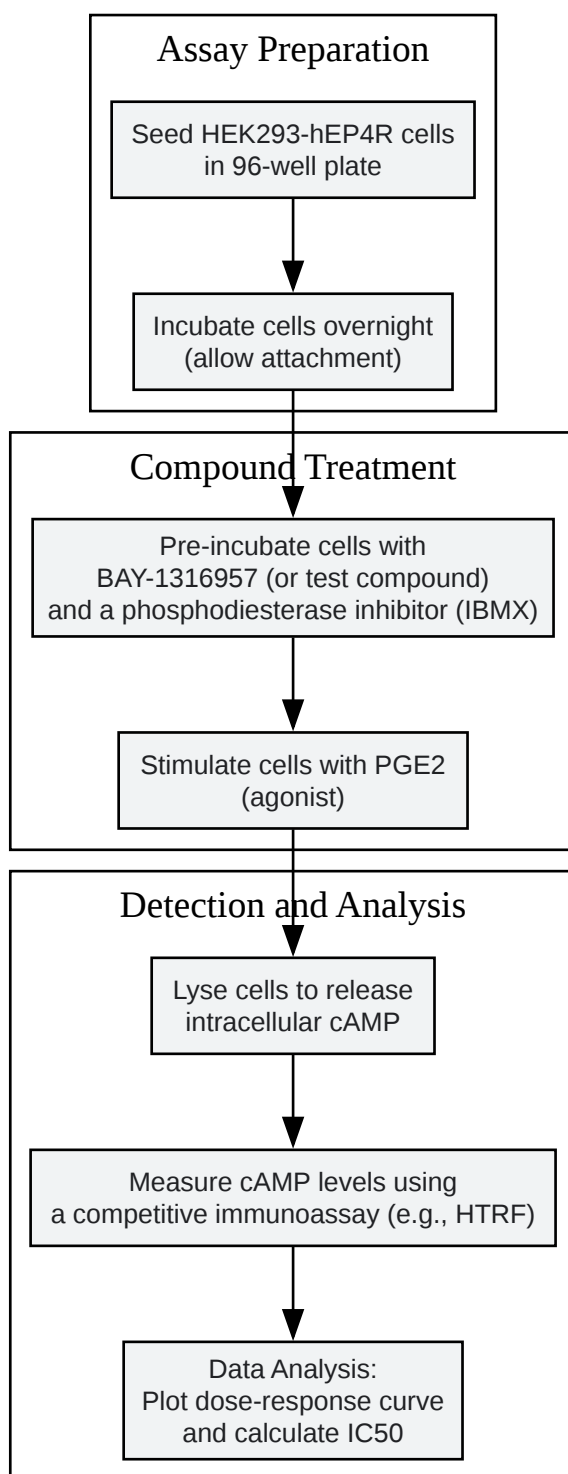 Assay Preparation
Seed HEK293-hEP4R cells
in 96-well plate
Incubate cells overnight
(allow attachment)
Compound Treatment
Pre-incubate cells with
BAY-1316957 (or test compound)
and a phosphodiesterase inhibitor (IBMX)
Stimulate cells with PGE2
(agonist)
Detection and Analysis
Lyse cells to release
intracellular cAMP
Measure cAMP levels using
a competitive immunoassay (e.g., HTRF)
Data Analysis:
Plot dose-response curve
and calculate IC50